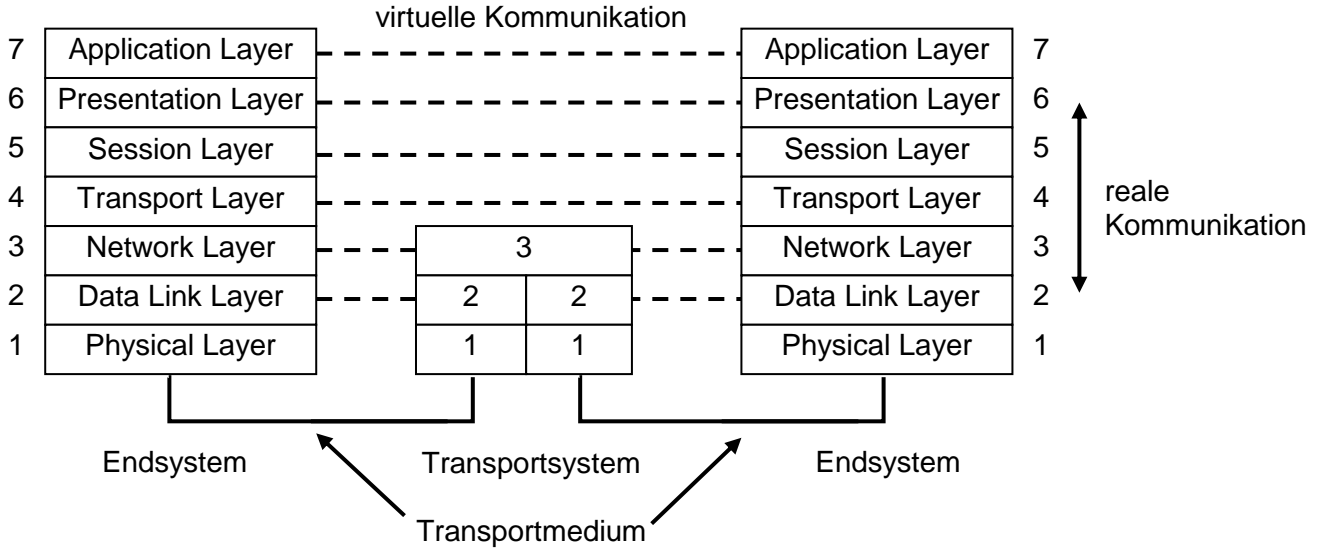 virtuelle Kommunikation
7 Application Layer Application Layer 7
6 Presentation Layer Presentation Layer 6
5 Session Layer Session Layer 5
4 Transport Layer Transport Layer 4
reale
Kommunikation
3 Network Layer 3 Network Layer 3
2 Data Link Layer 2 2 Data Link Layer 2
1 Physical Layer 1 1 Physical Layer 1
Endsystem Transportsystem Endsystem
Transportmedium